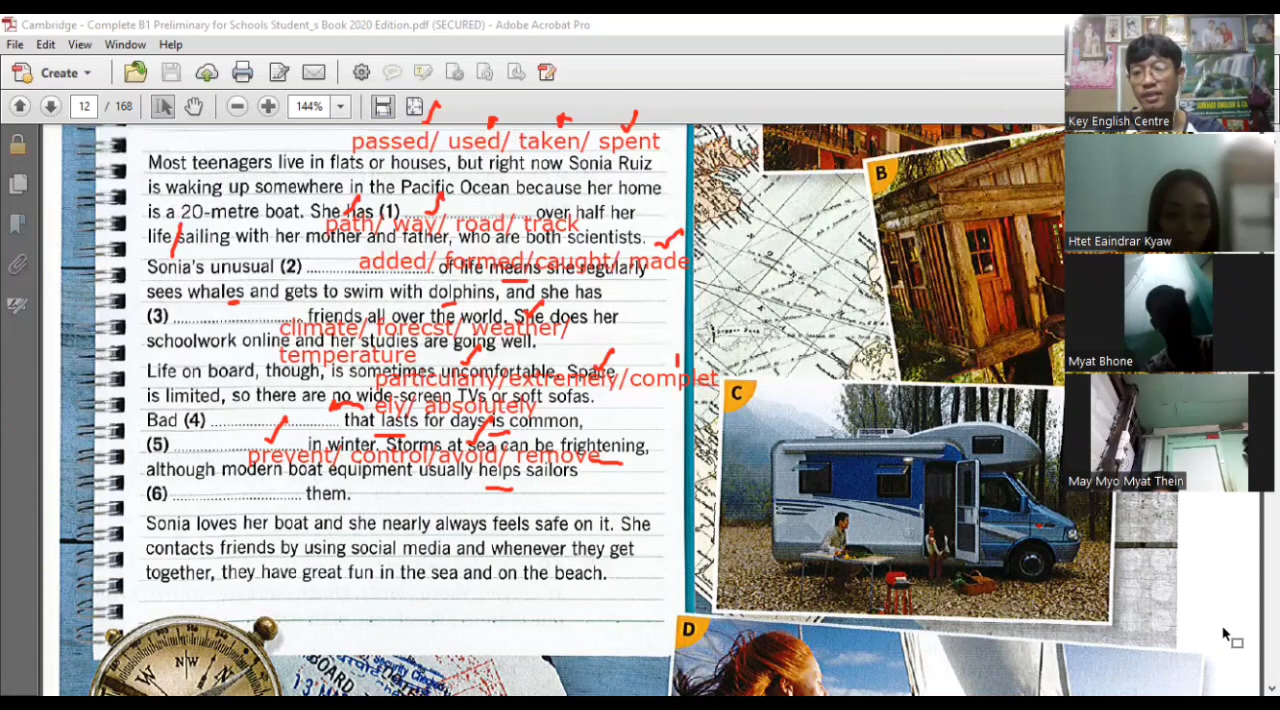 Cambridge - Complete B1 Preliminary for Schools Student_s Book 2020 Edition.pdf (SECURED) - Adobe Acrobat Pro
File Edit View Window Help
Create
12 / 168 144%
passed/ used/ taken/ spent
Most teenagers live in flats or houses, but right now Sonia Ruiz
is waking up somewhere in the Pacific Ocean because her home
is a 20-metre boat. She has (1) .......................... over half her
path/ way/ road/ track
life sailing with her mother and father, who are both scientists.
added/ formed/caught/ made
Sonia's unusual (2) .......................... of life means she regularly
sees whales and gets to swim with dolphins, and she has
(3) .......................... friends all over the world. She does her
climate/ forecst/ weather/
schoolwork online and her studies are going well.
temperature
Life on board, though, is sometimes uncomfortable. Space
particularly/extremely/complet
is limited, so there are no wide-screen TVs or soft sofas.
ely/ absolutely
Bad (4) .......................... that lasts for days is common,
(5) .......................... in winter. Storms at sea can be frightening,
prevent/ control/avoid/ remove
although modern boat equipment usually helps sailors
(6) .......................... them.
Sonia loves her boat and she nearly always feels safe on it. She
contacts friends by using social media and whenever they get
together, they have great fun in the sea and on the beach.
B
C
D
Key English Centre
Htet Eaindrar Kyaw
Myat Bhone
May Myo Myat Thein
W
NW
N
BOARD
13 M